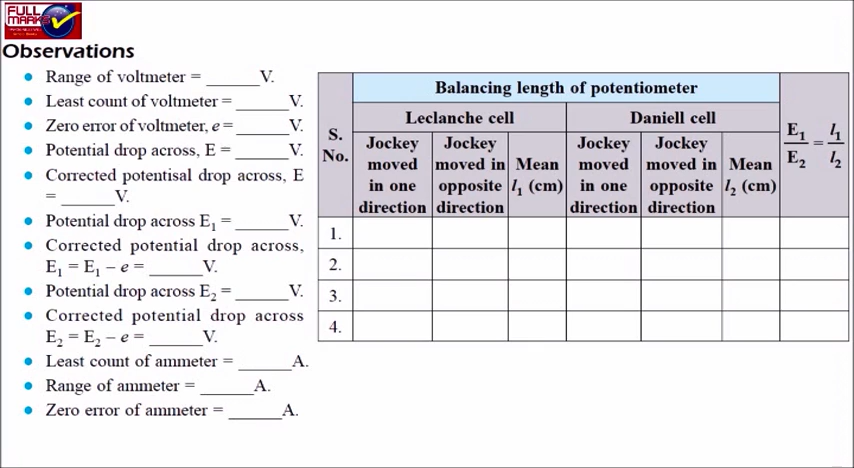 FULL
MARKS
Observations
• Range of voltmeter = ______V.
• Least count of voltmeter = ______V.
• Zero error of voltmeter, e = ______V.
• Potential drop across, E = ______V.
• Corrected potentisal drop across, E
= ______V.
• Potential drop across E₁ = ______V.
• Corrected potential drop across,
E₁ = E₁ – e = ______V.
• Potential drop across E₂ = ______V.
• Corrected potential drop across
E₂ = E₂ – e = ______V.
• Least count of ammeter = ______A.
• Range of ammeter = ______A.
• Zero error of ammeter = ______A.
S.
No.
Balancing length of potentiometer
Leclanche cell
Daniell cell
Jockey
moved
in one
direction
Jockey
moved in
opposite
direction
Mean
l₁ (cm)
Jockey
moved
in one
direction
Jockey
moved in
opposite
direction
Mean
l₂ (cm)
E₁/E₂ = l₁/l₂
1.
2.
3.
4.